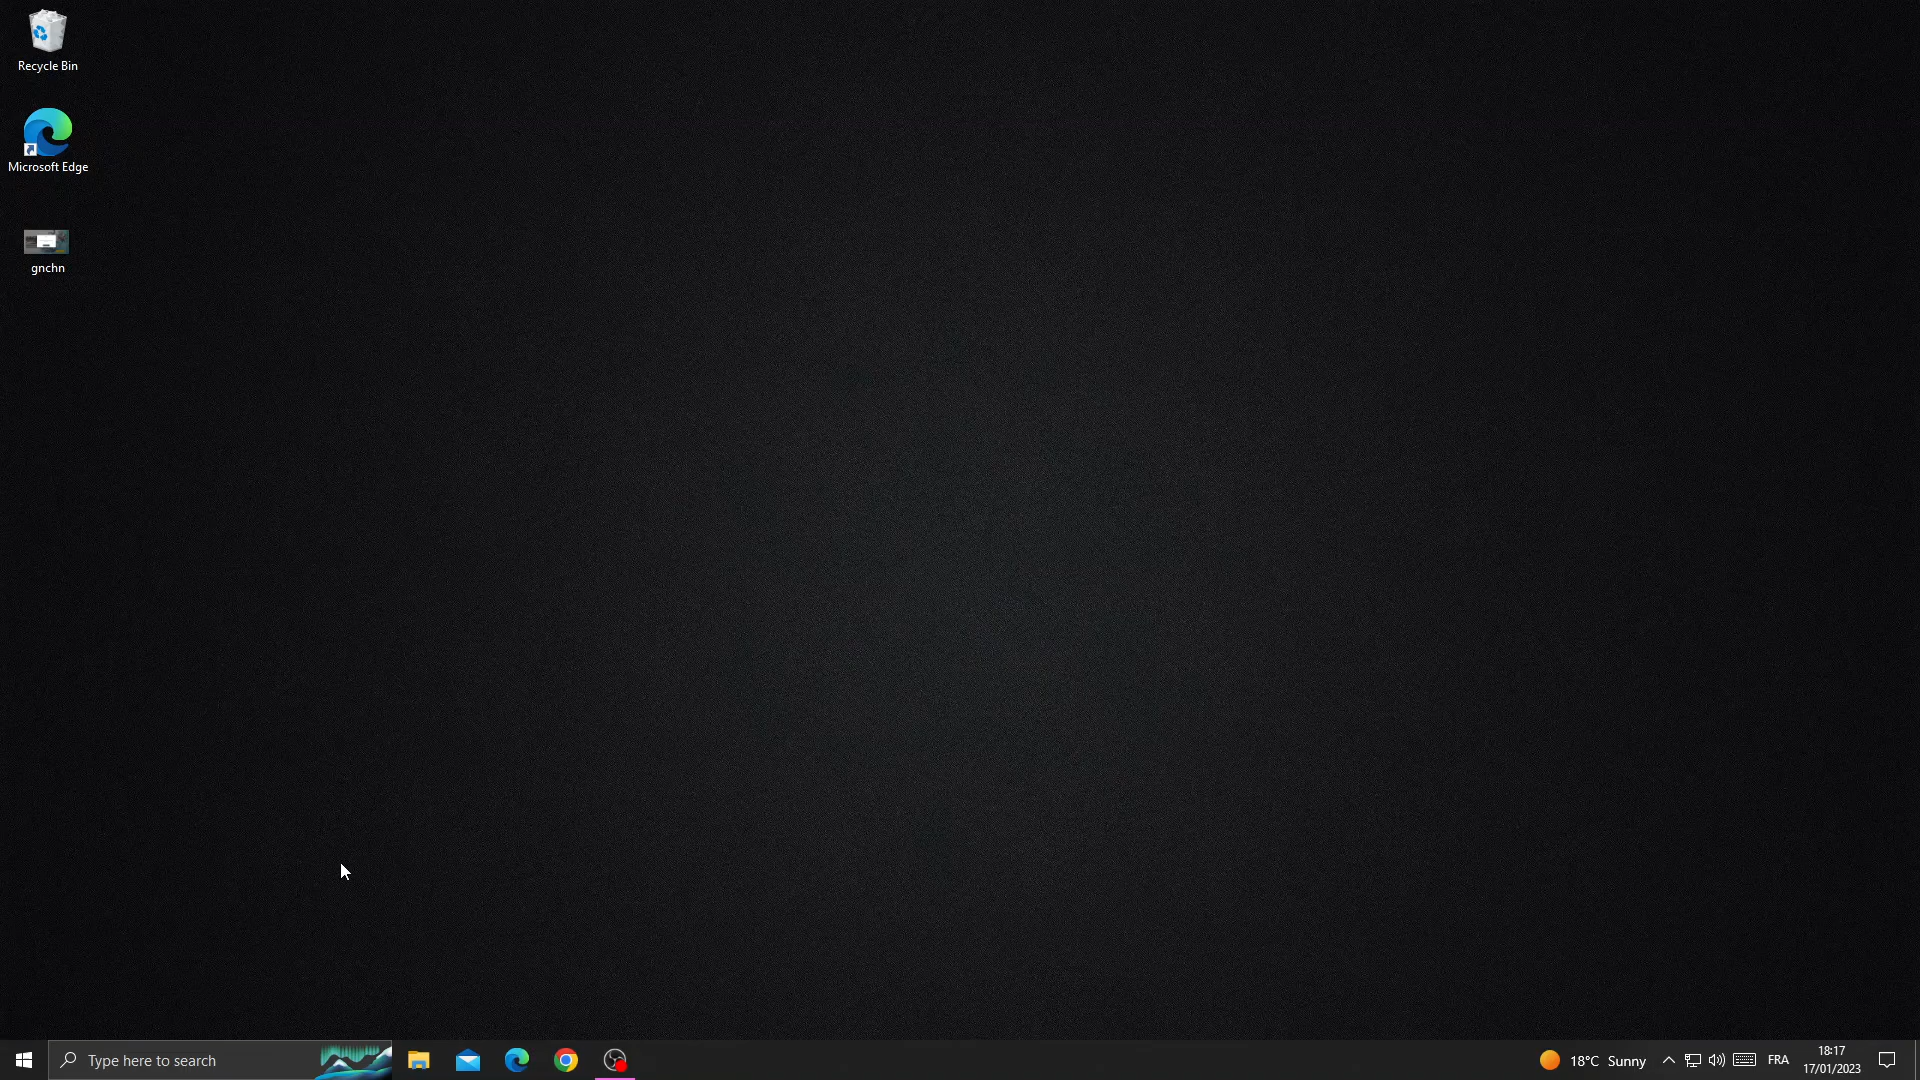 Recycle Bin
Microsoft Edge
gnchn
Type here to search
18°C Sunny
FRA
18:17
17/01/2023